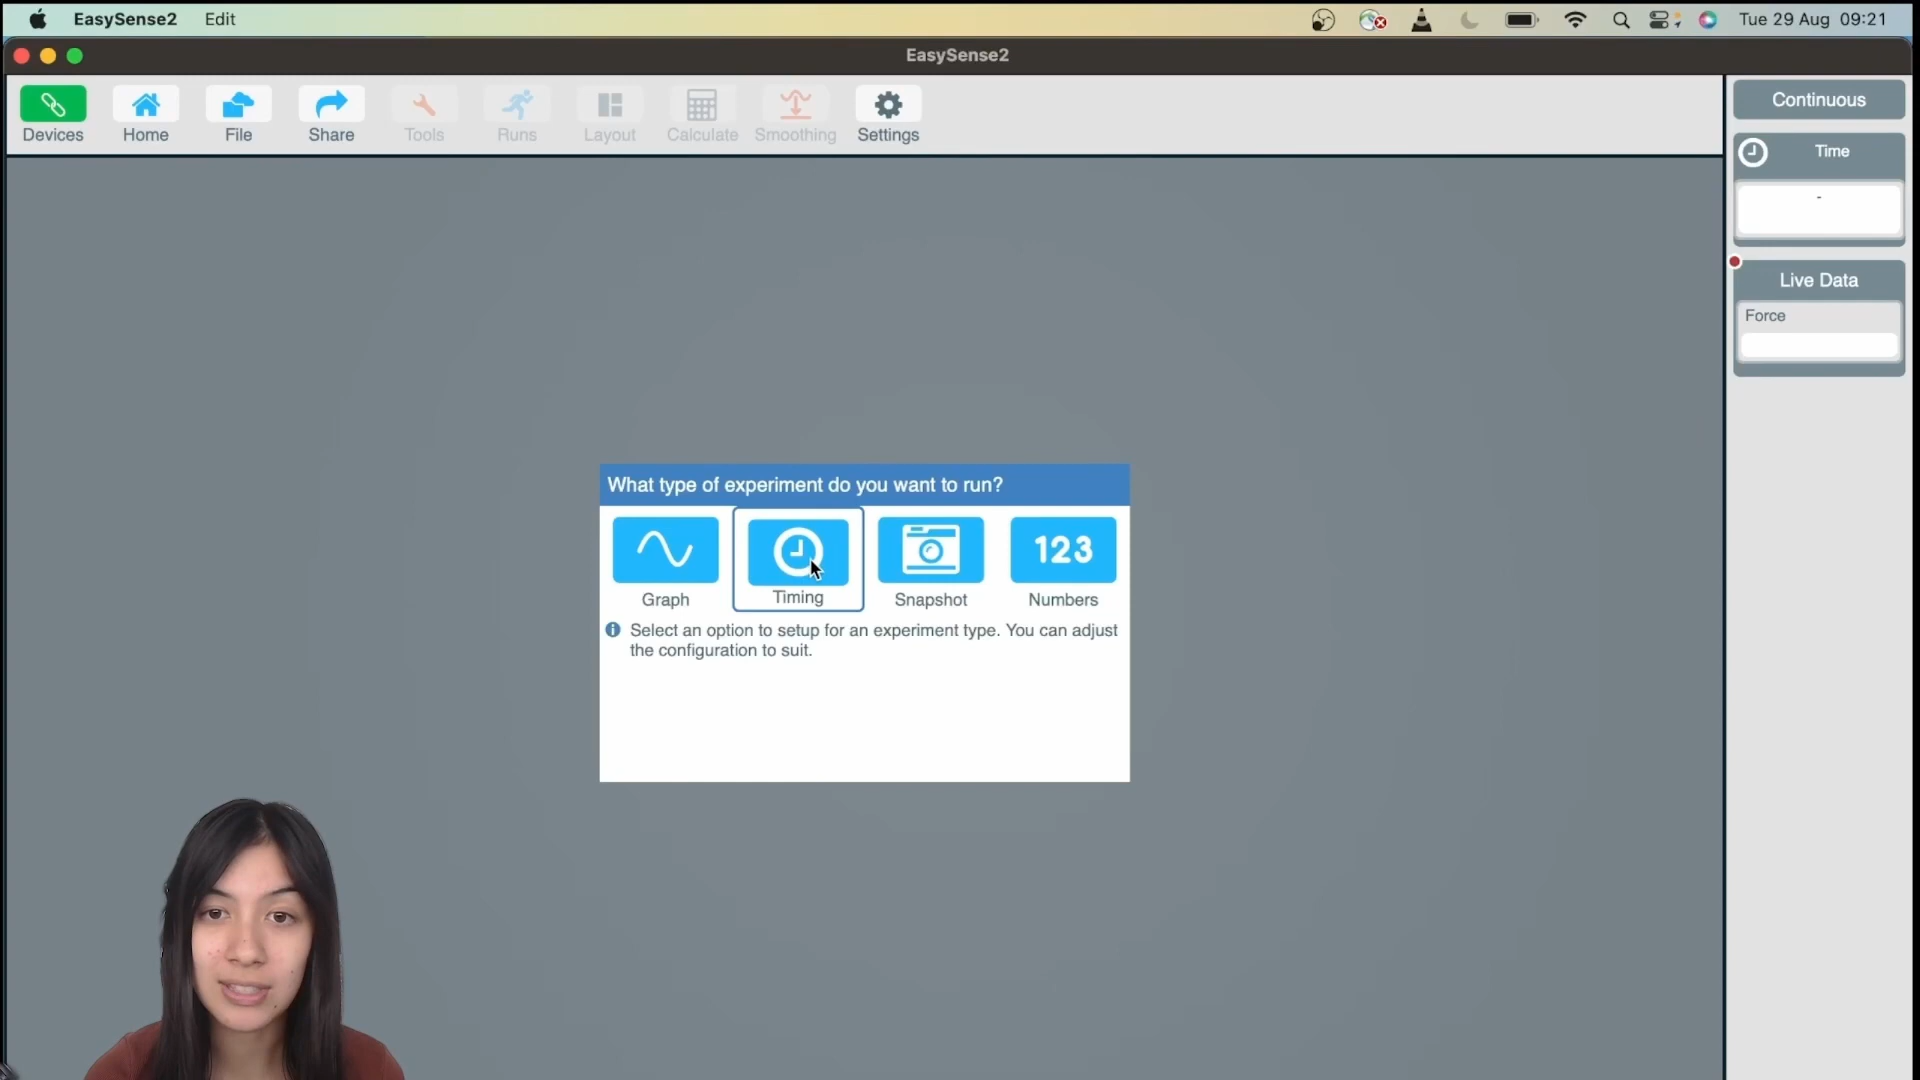 EasySense2 Edit Tue 29 Aug 09:21
EasySense2
Devices Home File Share Tools Runs Layout Calculate Smoothing Settings
Continuous
Time
-
Live Data
Force
What type of experiment do you want to run?
123
Graph Timing Snapshot Numbers
Select an option to setup for an experiment type. You can adjust
the configuration to suit.